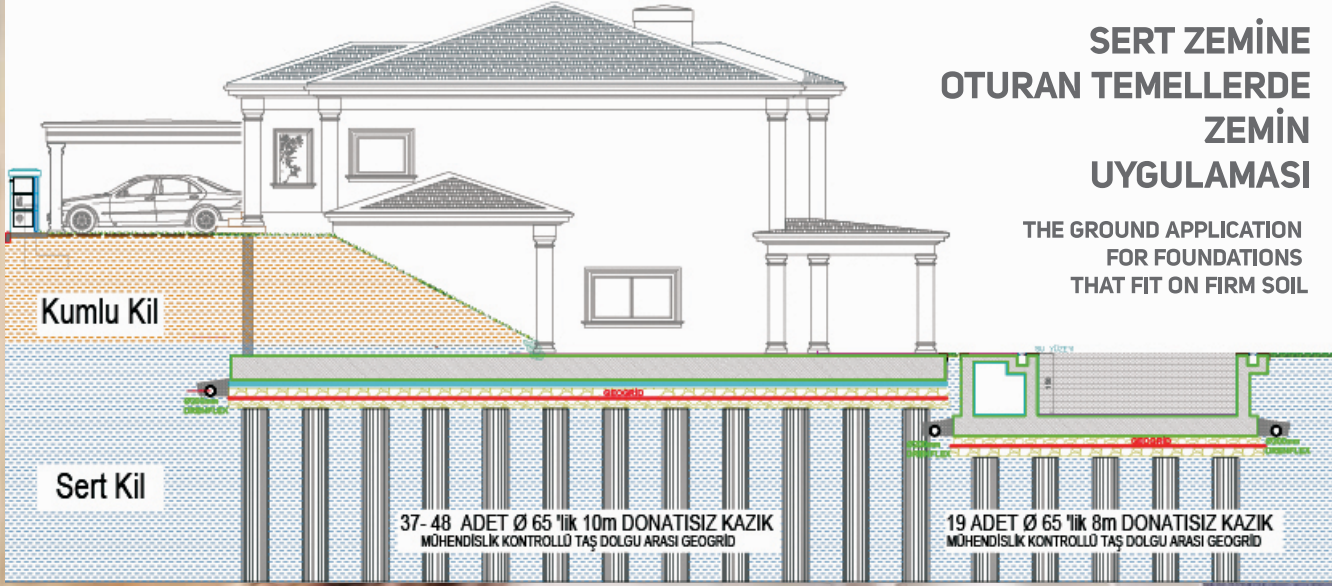 SERT ZEMİNE
OTURAN TEMELLERDE
ZEMİN
UYGULAMASI
THE GROUND APPLICATION
FOR FOUNDATIONS
THAT FIT ON FIRM SOIL
Kumlu Kil
GEOGRİD
GEOGRİD
Sert Kil
37- 48 ADET Ø 65 'lik 10m DONATISIZ KAZIK
MÜHENDİSLİK KONTROLLÜ TAŞ DOLGU ARASI GEOGRİD
19 ADET Ø 65 'lik 8m DONATISIZ KAZIK
MÜHENDİSLİK KONTROLLÜ TAŞ DOLGU ARASI GEOGRİD